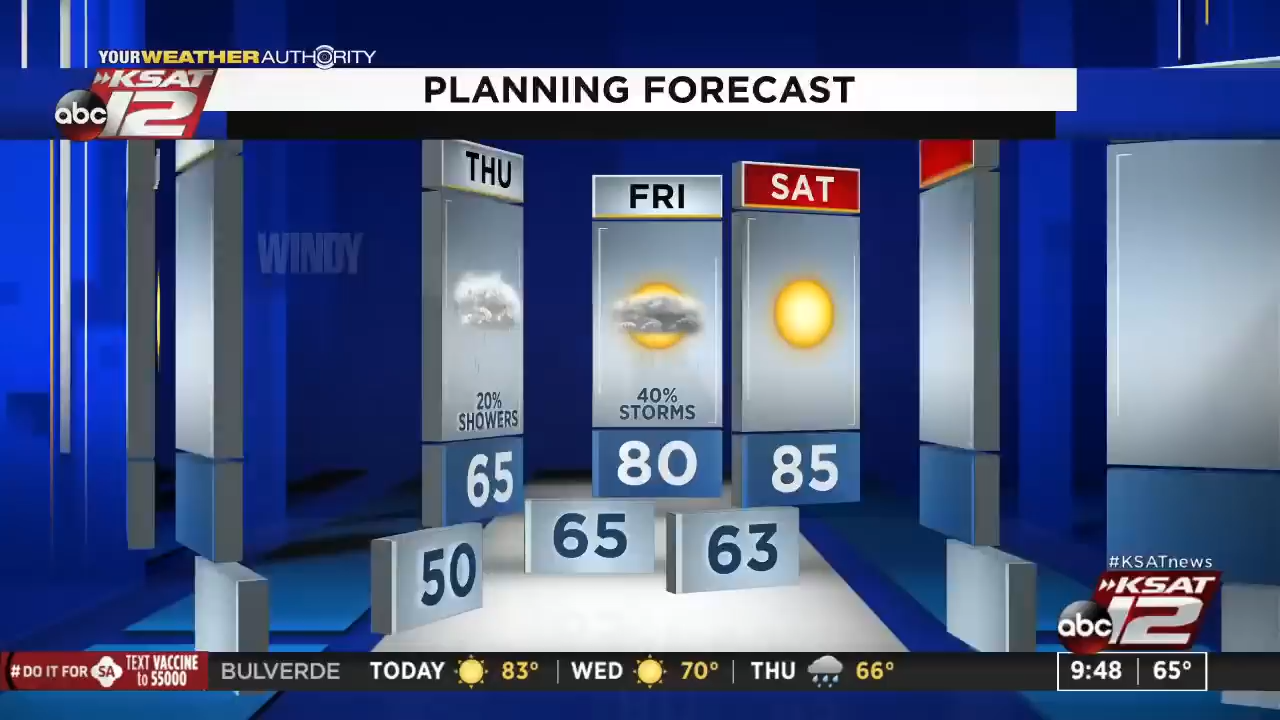 YOURWEATHERAUTHORITY
KSAT
abc 12
PLANNING FORECAST
WINDY
THU
20%
SHOWERS
65
50
FRI
40%
STORMS
80
65
SAT
85
63
#KSATnews
KSAT
abc 12
#DO IT FOR SA TEXT VACCINE to 55000
BULVERDE TODAY 83° WED 70° THU 66°
9:48 65°